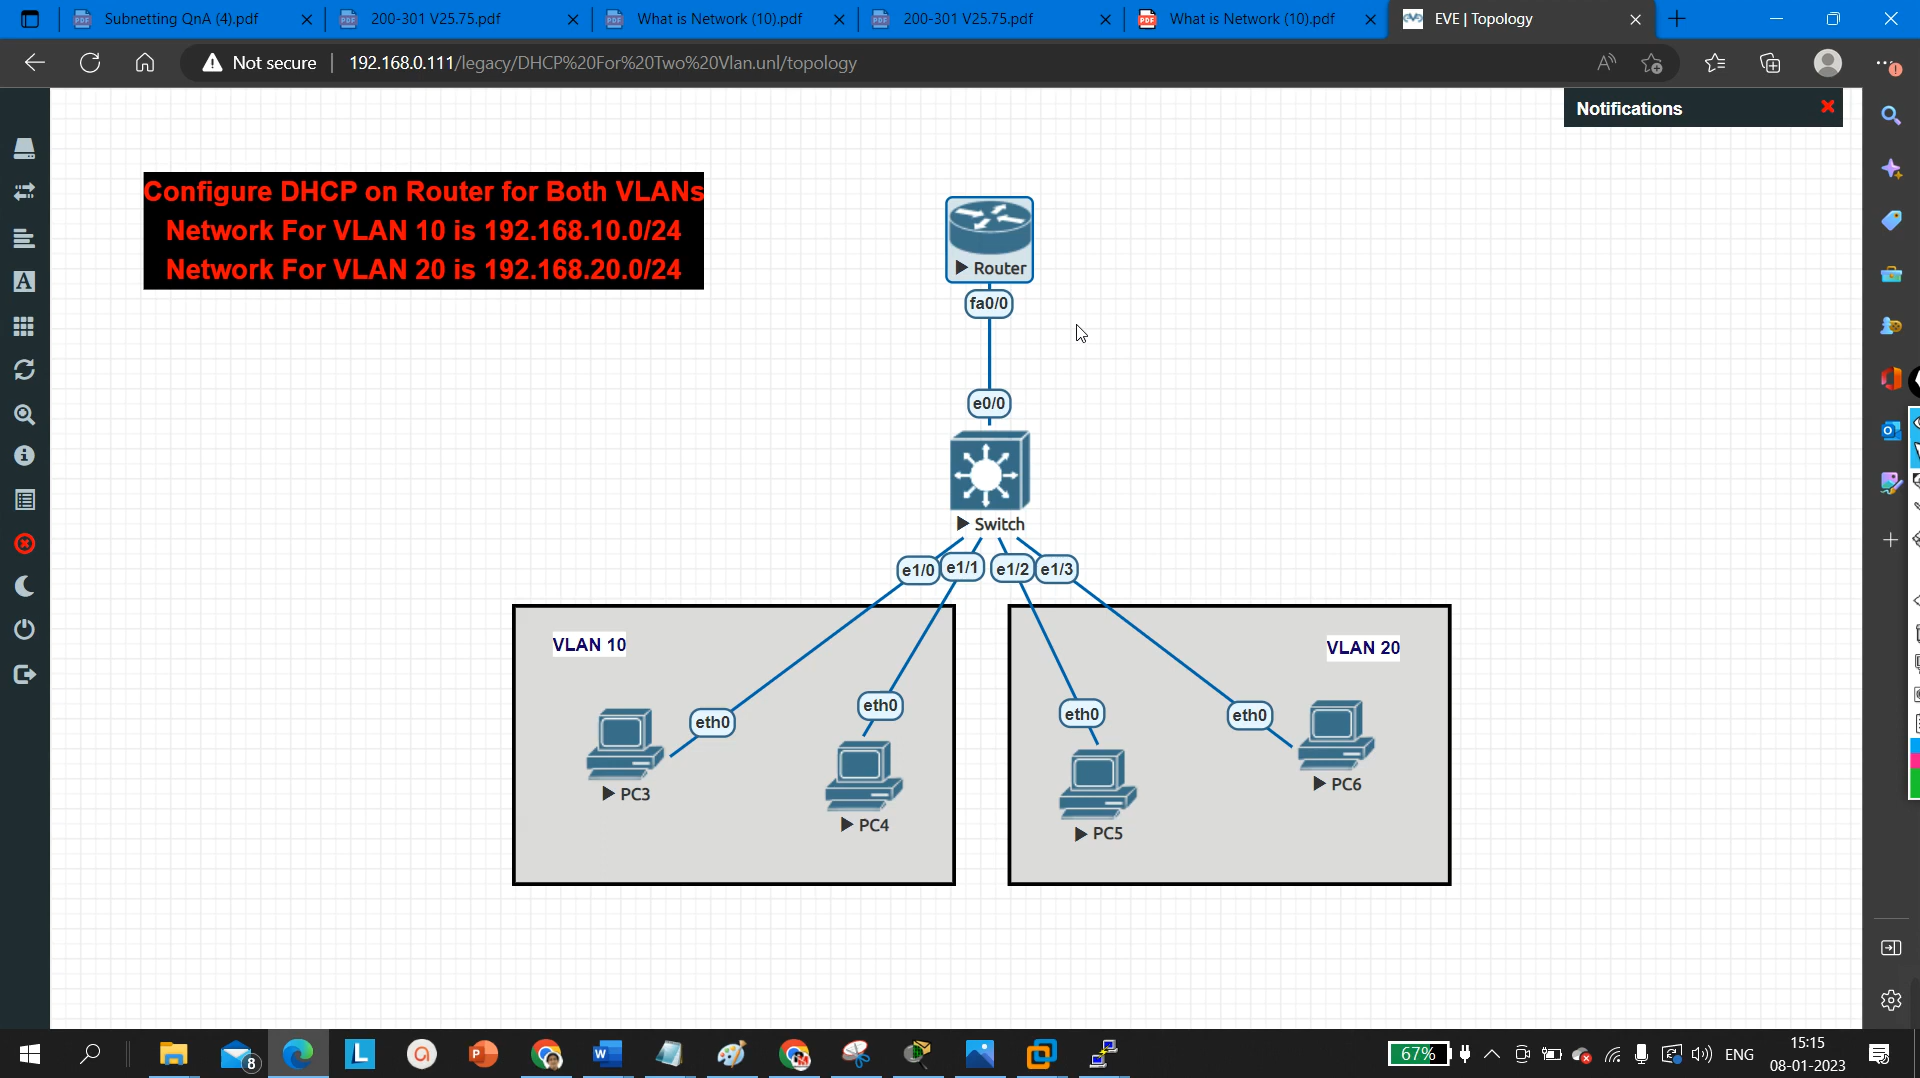 Subnetting QnA (4).pdf
200-301 V25.75.pdf
What is Network (10).pdf
200-301 V25.75.pdf
What is Network (10).pdf
EVE | Topology
Not secure
192.168.0.111/legacy/DHCP%20For%20Two%20Vlan.unl/topology
Notifications
Configure DHCP on Router for Both VLANs
Network For VLAN 10 is 192.168.10.0/24
Network For VLAN 20 is 192.168.20.0/24
Router
fa0/0
e0/0
Switch
e1/0
e1/1
e1/2
e1/3
VLAN 10
VLAN 20
eth0
eth0
eth0
eth0
PC3
PC4
PC5
PC6
8
67%
ENG
15:15
08-01-2023